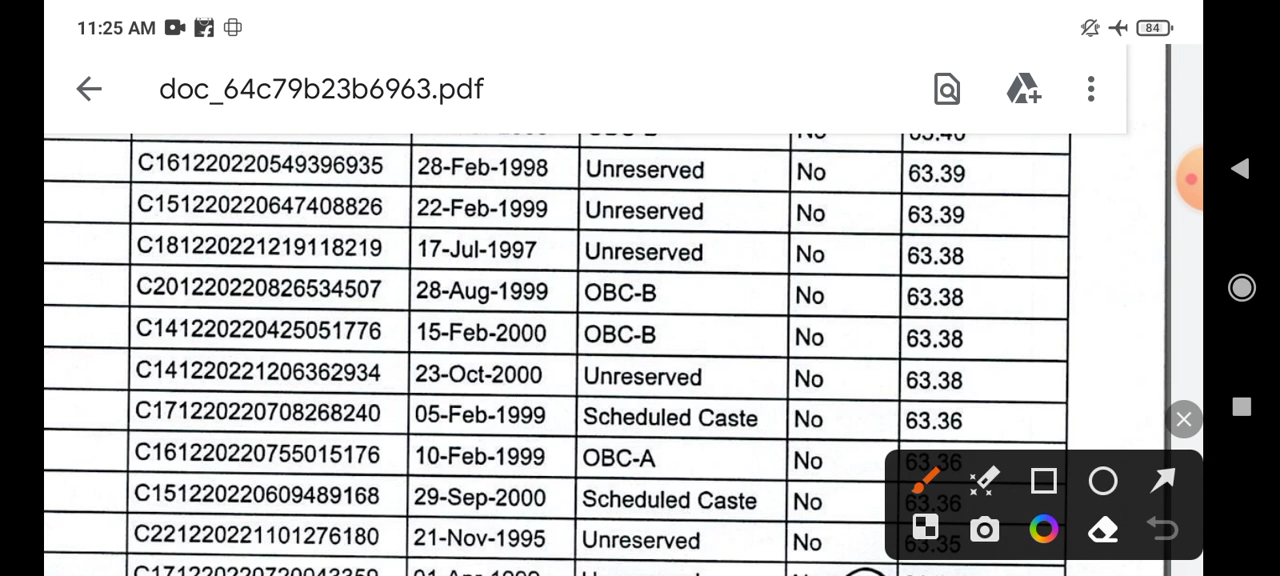 11:25 AM 84
doc_64c79b23b6963.pdf
No 63.40
C161220220549396935 28-Feb-1998 Unreserved No 63.39
C151220220647408826 22-Feb-1999 Unreserved No 63.39
C181220221219118219 17-Jul-1997 Unreserved No 63.38
C201220220826534507 28-Aug-1999 OBC-B No 63.38
C141220220425051776 15-Feb-2000 OBC-B No 63.38
C141220221206362934 23-Oct-2000 Unreserved No 63.38
C171220220708268240 05-Feb-1999 Scheduled Caste No 63.36
C161220220755015176 10-Feb-1999 OBC-A No 63.36
C151220220609489168 29-Sep-2000 Scheduled Caste No 63.36
C221220221101276180 21-Nov-1995 Unreserved No 63.35